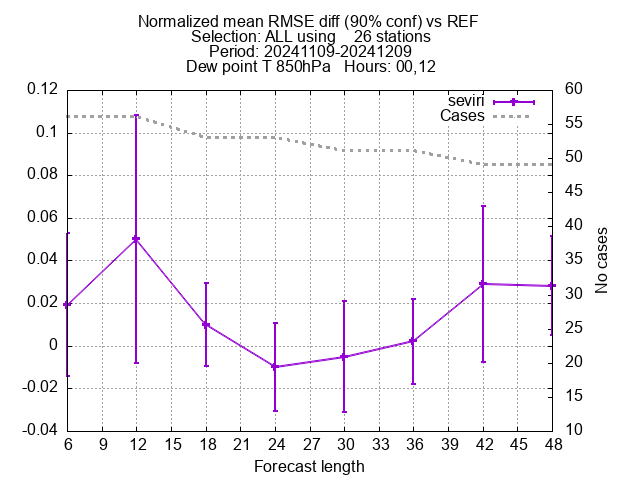 Normalized mean RMSE diff (90% conf) vs REF
Selection: ALL using    26 stations
Period: 20241109-20241209
Dew point T 850hPa   Hours: 00,12
0.12
0.1
0.08
0.06
0.04
0.02
0
-0.02
-0.04
60
55
50
45
40
35
30
25
20
15
10
seviri
Cases
No cases
6 9 12 15 18 21 24 27 30 33 36 39 42 45 48
Forecast length